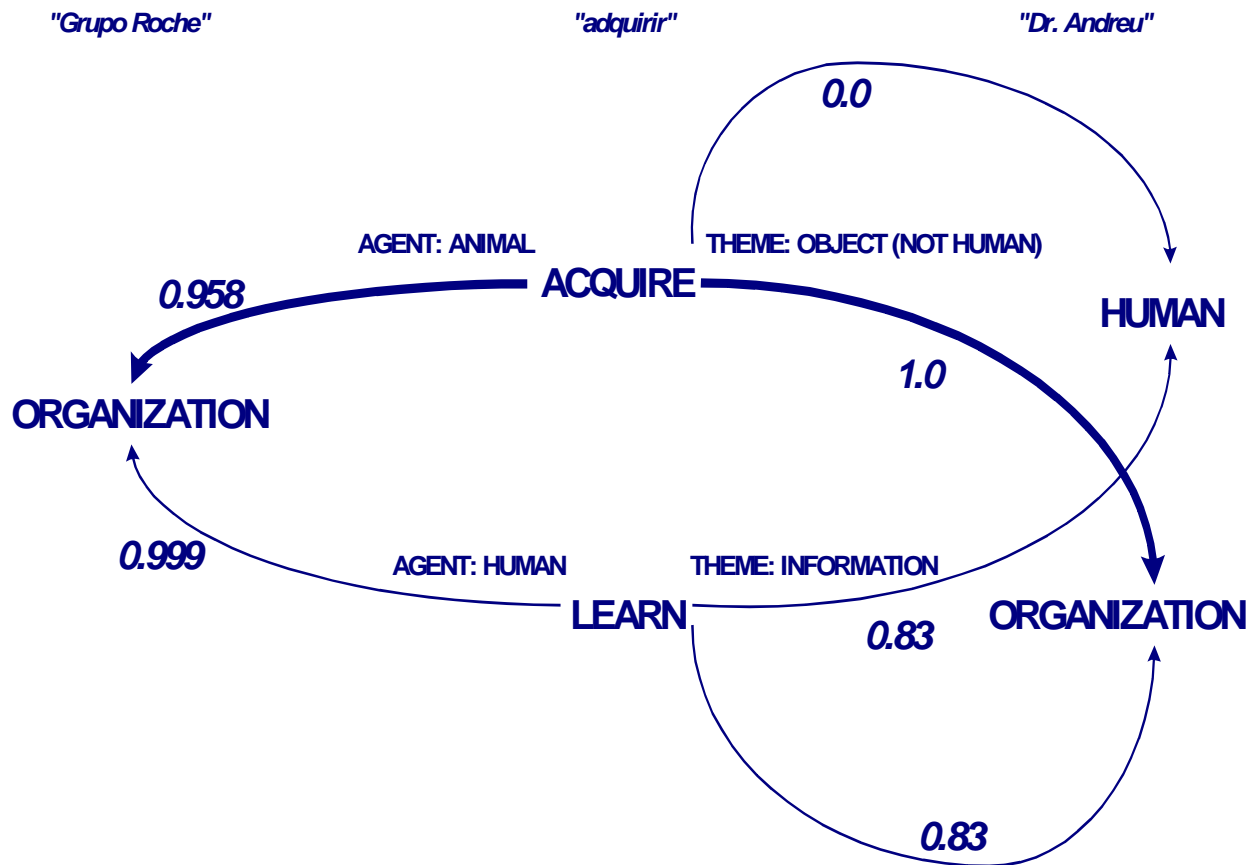 "Grupo Roche" "adquirir" "Dr. Andreu"
0.0
AGENT: ANIMAL THEME: OBJECT (NOT HUMAN)
ACQUIRE
0.958
HUMAN
1.0
ORGANIZATION
0.999
AGENT: HUMAN THEME: INFORMATION
LEARN
ORGANIZATION
0.83
0.83